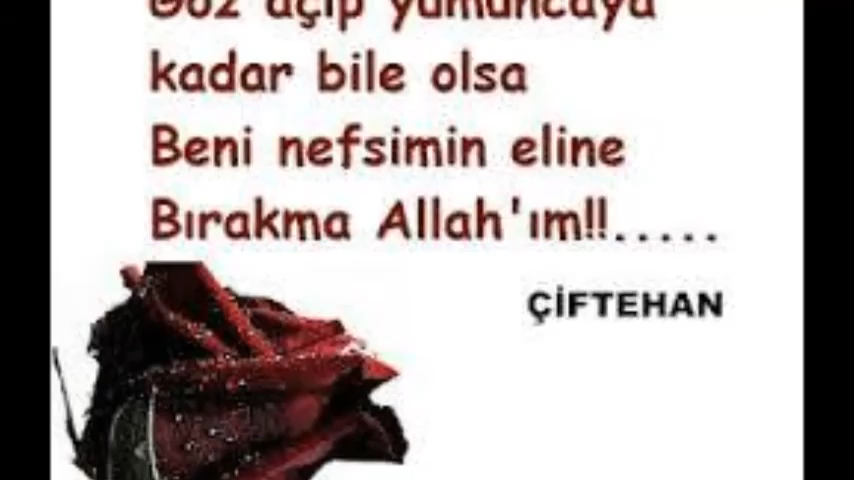 Göz açıp yumuncaya
kadar bile olsa
Beni nefsimin eline
Bırakma Allah'ım!!.....
ÇİFTEHAN